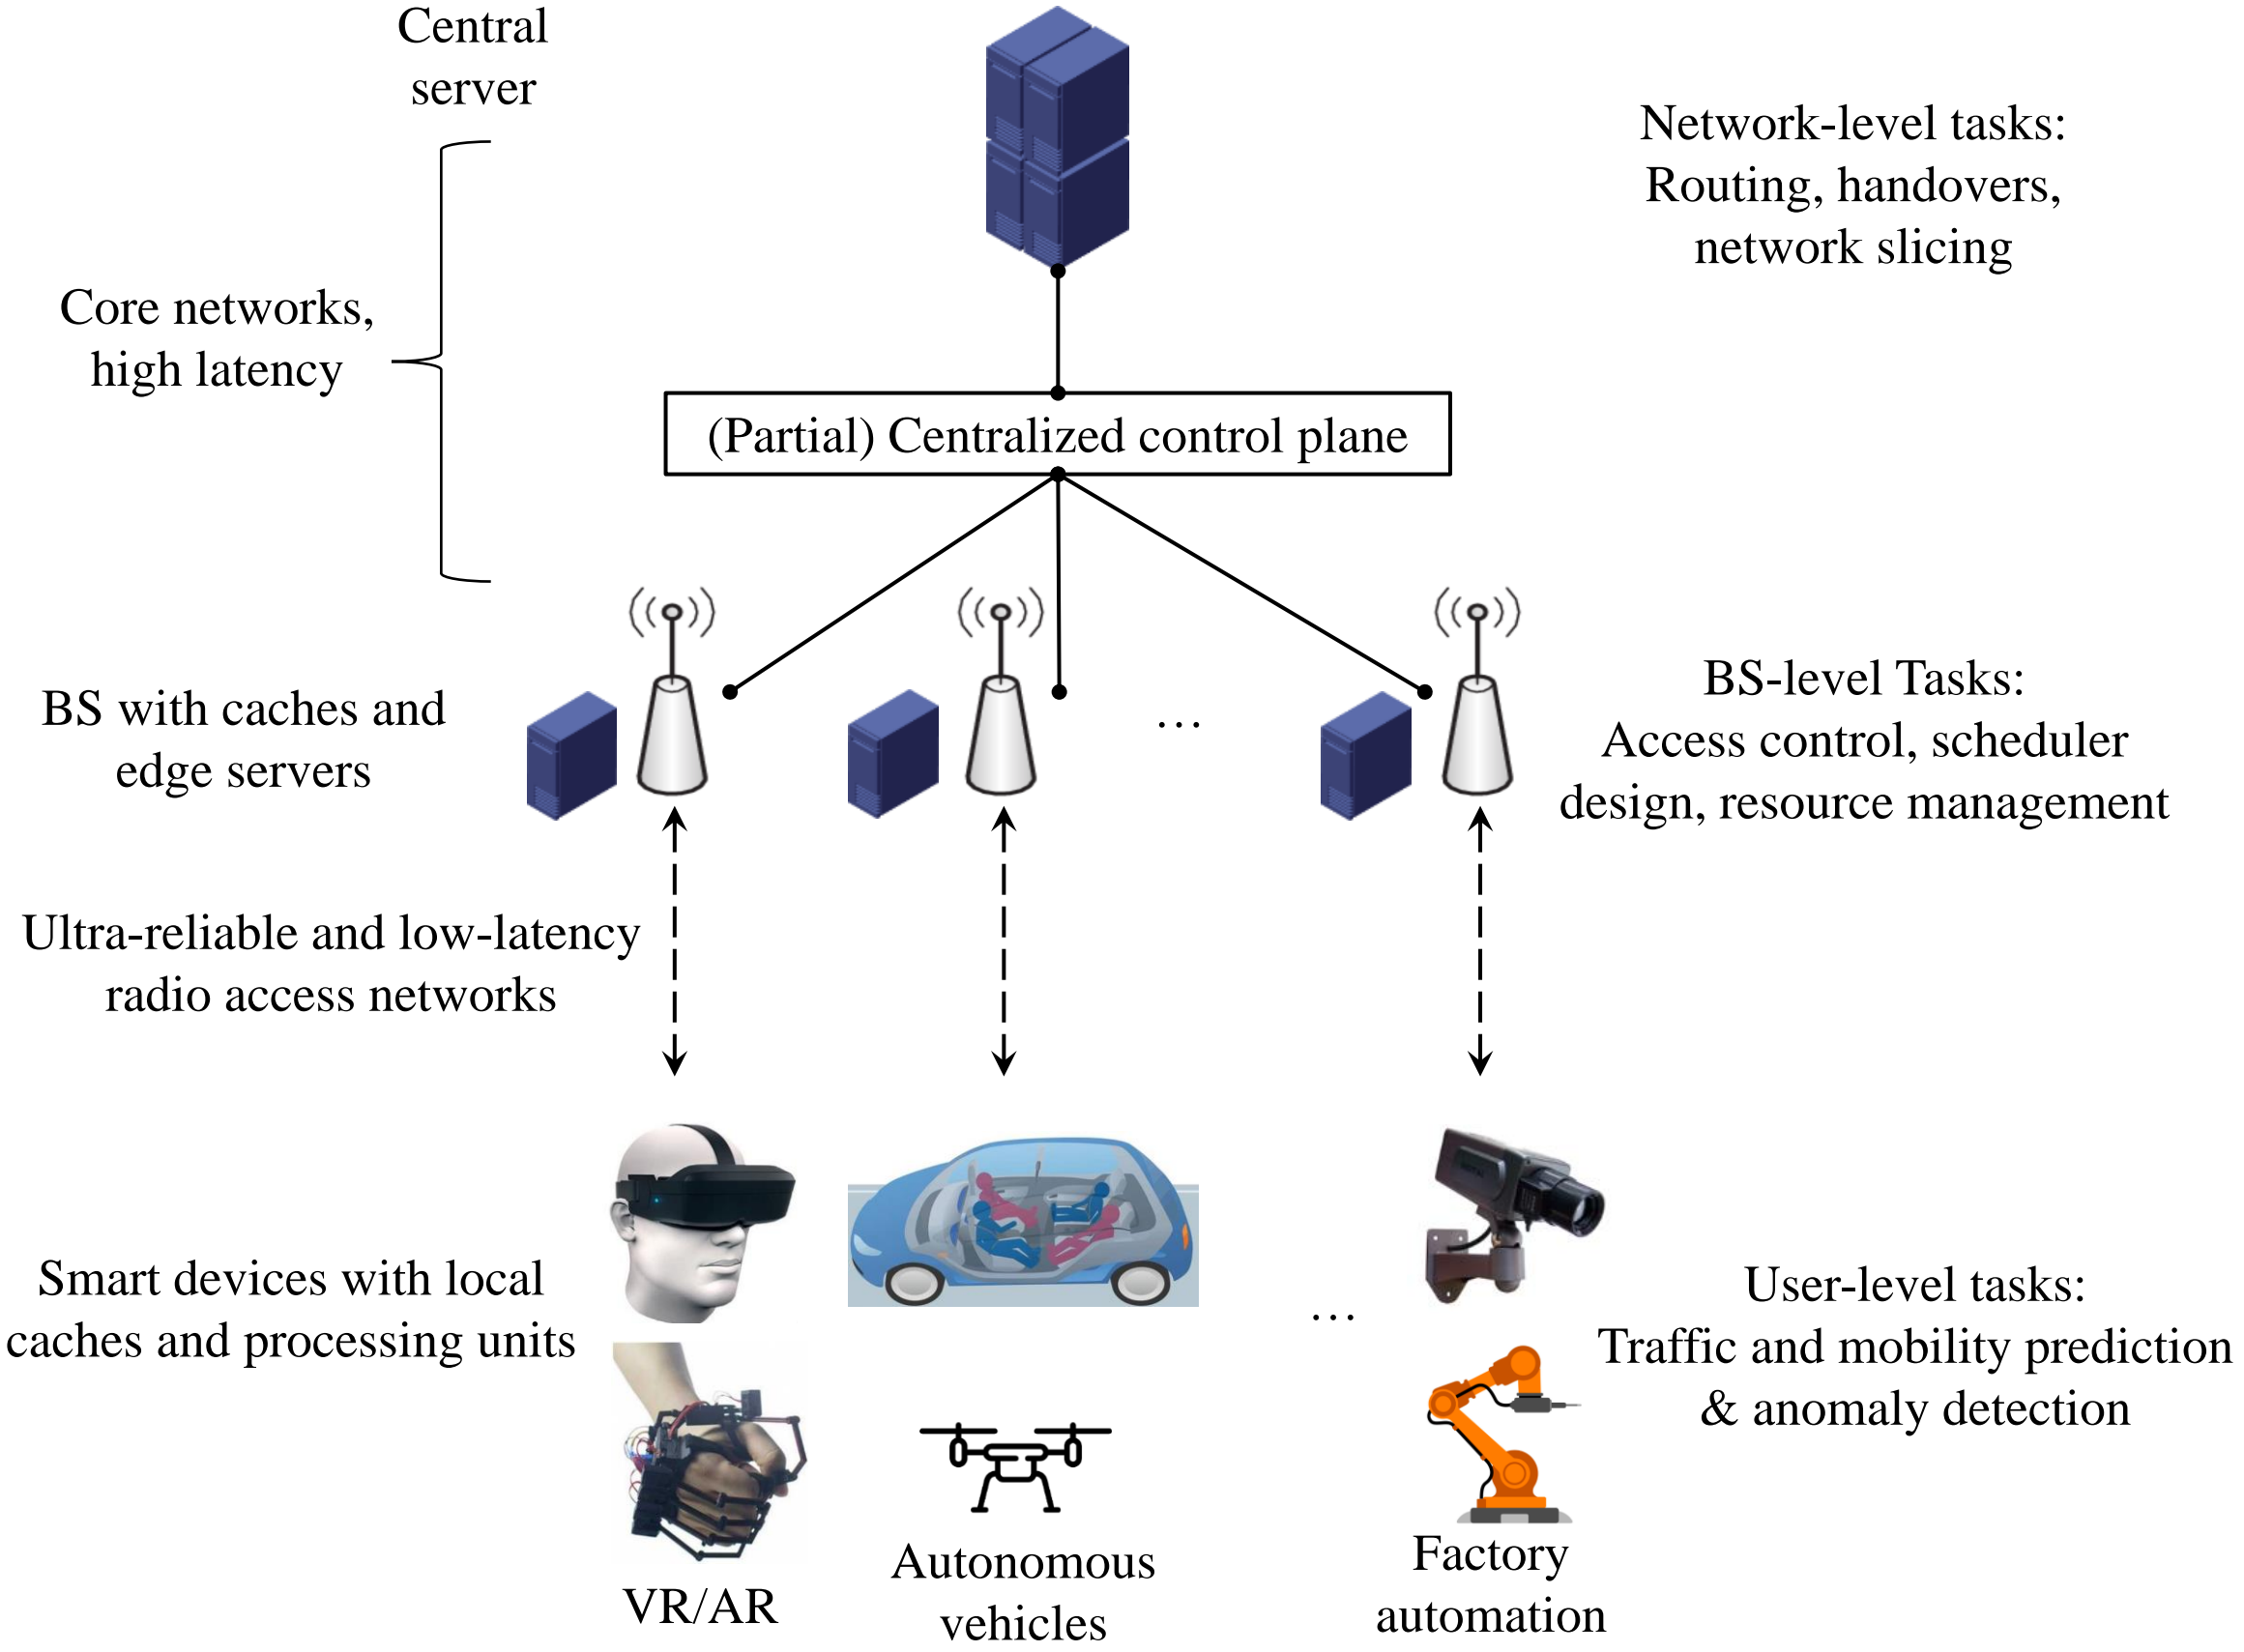 Central
server
Network-level tasks:
Routing, handovers,
network slicing
Core networks,
high latency
(Partial) Centralized control plane
BS with caches and
edge servers
…
BS-level Tasks:
Access control, scheduler
design, resource management
Ultra-reliable and low-latency
radio access networks
Smart devices with local
caches and processing units
…
User-level tasks:
Traffic and mobility prediction
& anomaly detection
VR/AR
Autonomous
vehicles
Factory
automation